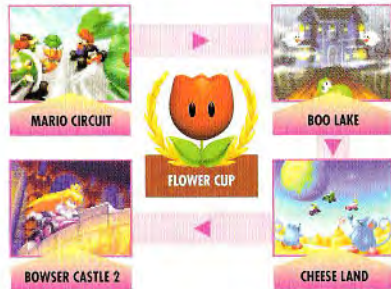 MARIO CIRCUIT
BOO LAKE
FLOWER CUP
BOWSER CASTLE 2
CHEESE LAND